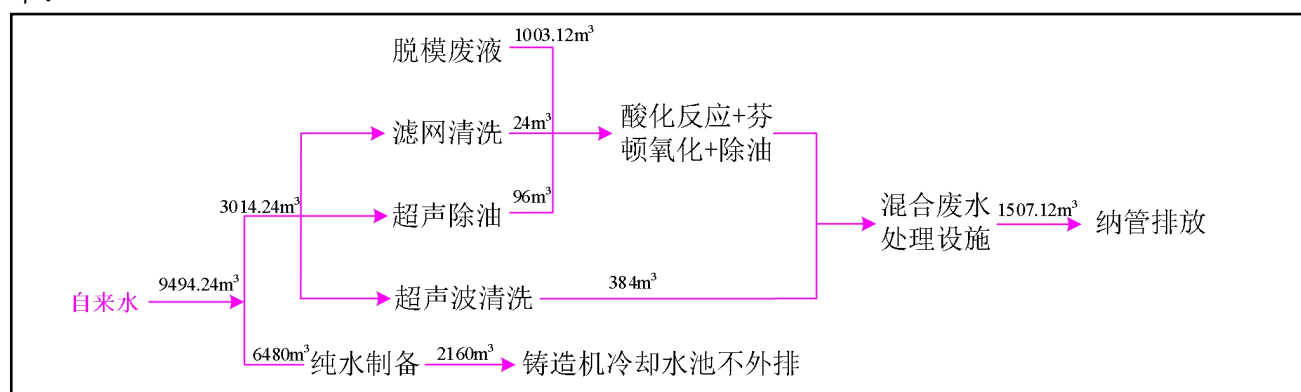 脱模废液
1003.12m³
滤网清洗
24m³
酸化反应+芬
顿氧化+除油
3014.24m³
超声除油
96m³
混合废水
处理设施
1507.12m³
纳管排放
自来水
9494.24m³
超声波清洗
384m³
6480m³
纯水制备
2160m³
铸造机冷却水池不外排